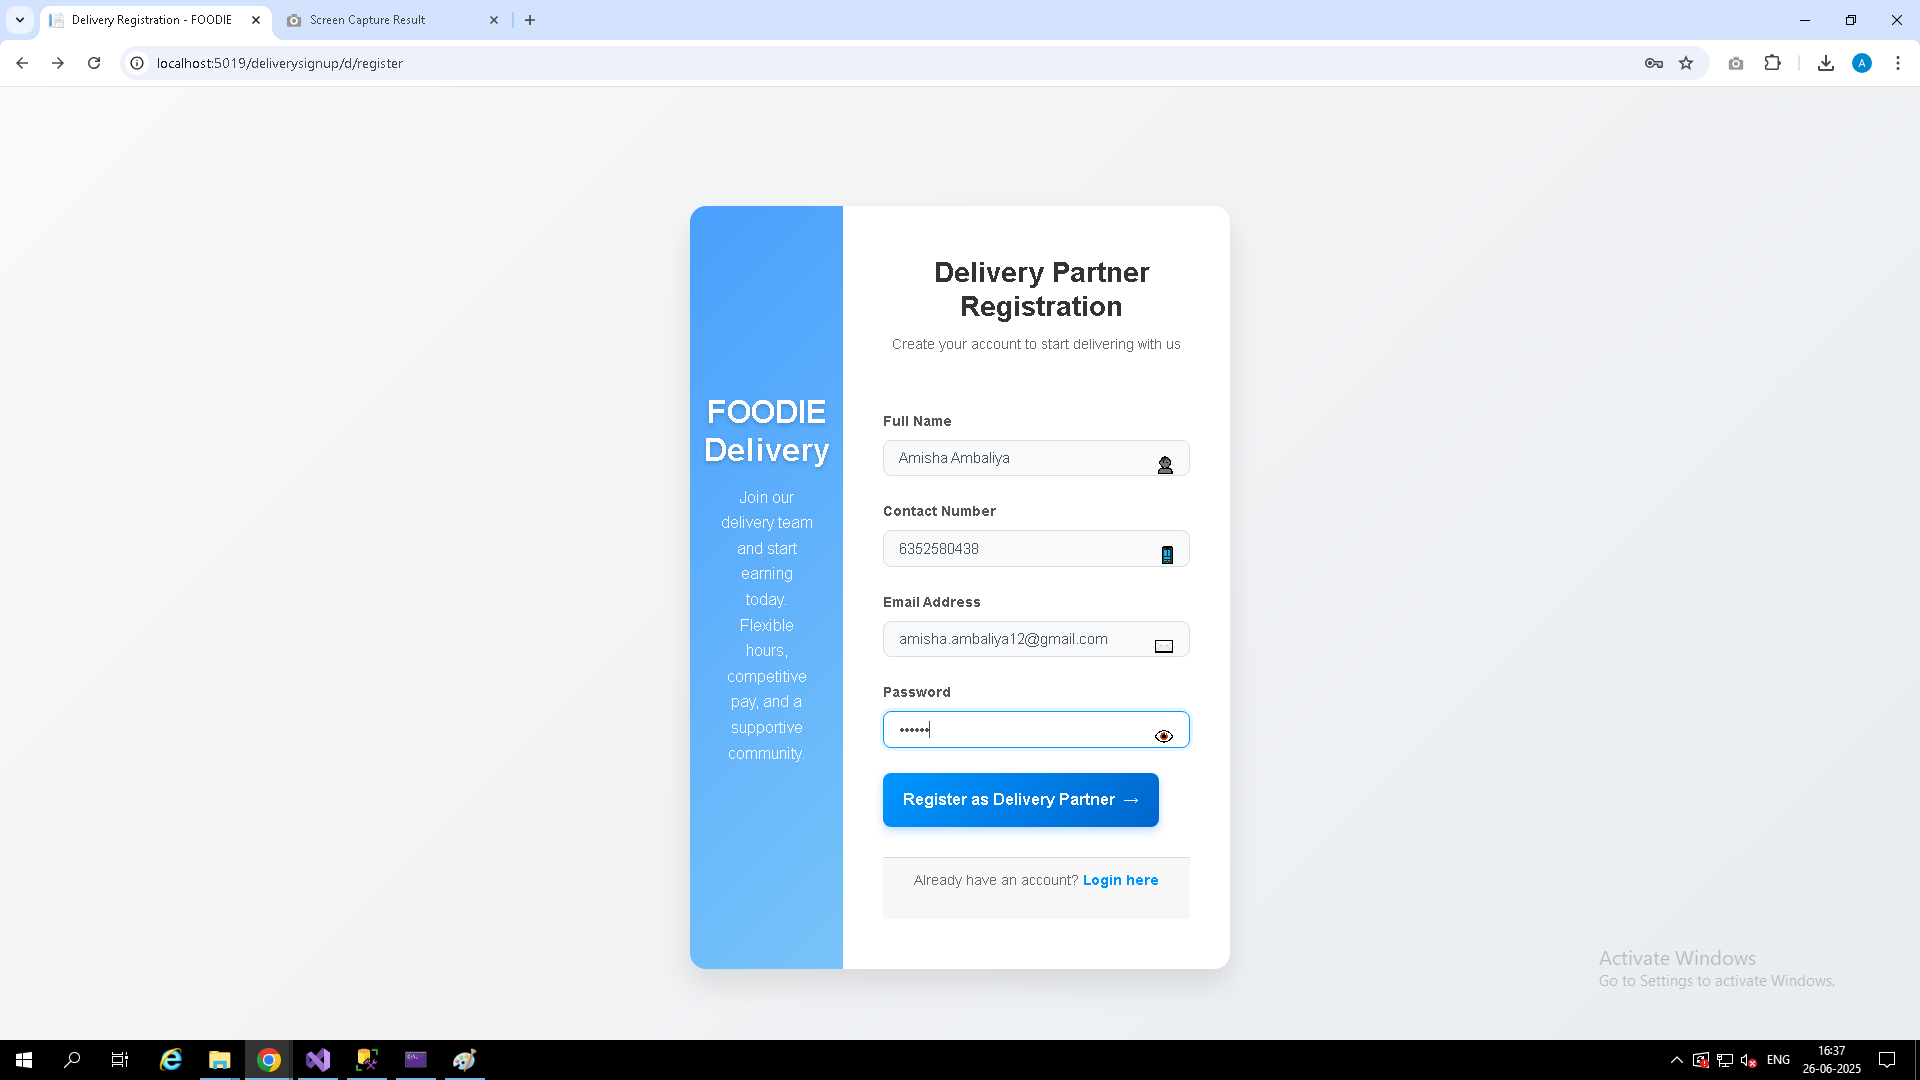 Delivery Registration - FOODIE
Screen Capture Result
localhost:5019/deliverysignup/d/register
A
FOODIE
Delivery
Join our
delivery team
and start
earning
today.
Flexible
hours,
competitive
pay, and a
supportive
community.
Delivery Partner
Registration
Create your account to start delivering with us
Full Name
Amisha Ambaliya
Contact Number
6352580438
Email Address
amisha.ambaliya12@gmail.com
Password
••••••
Register as Delivery Partner →
Already have an account? Login here
Activate Windows
Go to Settings to activate Windows.
ENG
16:37
26-06-2025